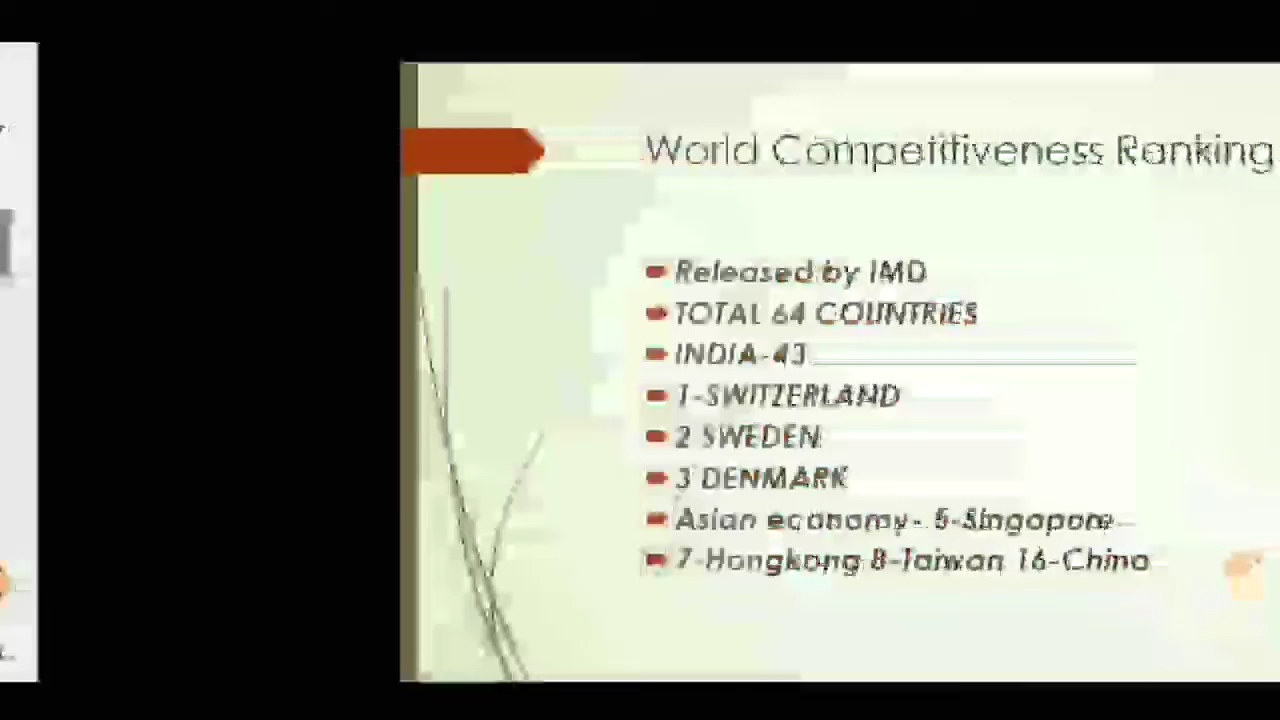 World Competitiveness Ranking
Released by IMD
TOTAL 64 COUNTRIES
INDIA-43
1-SWITZERLAND
2 SWEDEN
3 DENMARK
Asian economy- 5-Singapore
7-Hongkong 8-Taiwan 16-China